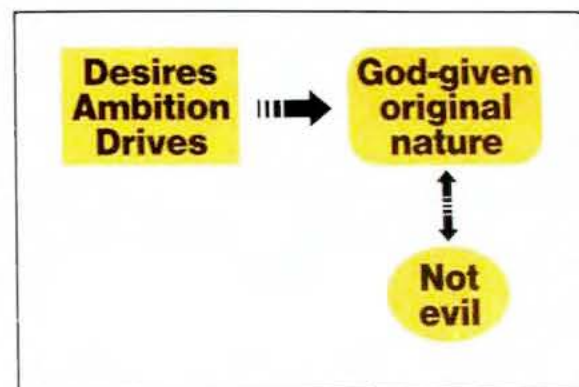 Desires
Ambition
Drives
God-given
original
nature
Not
evil